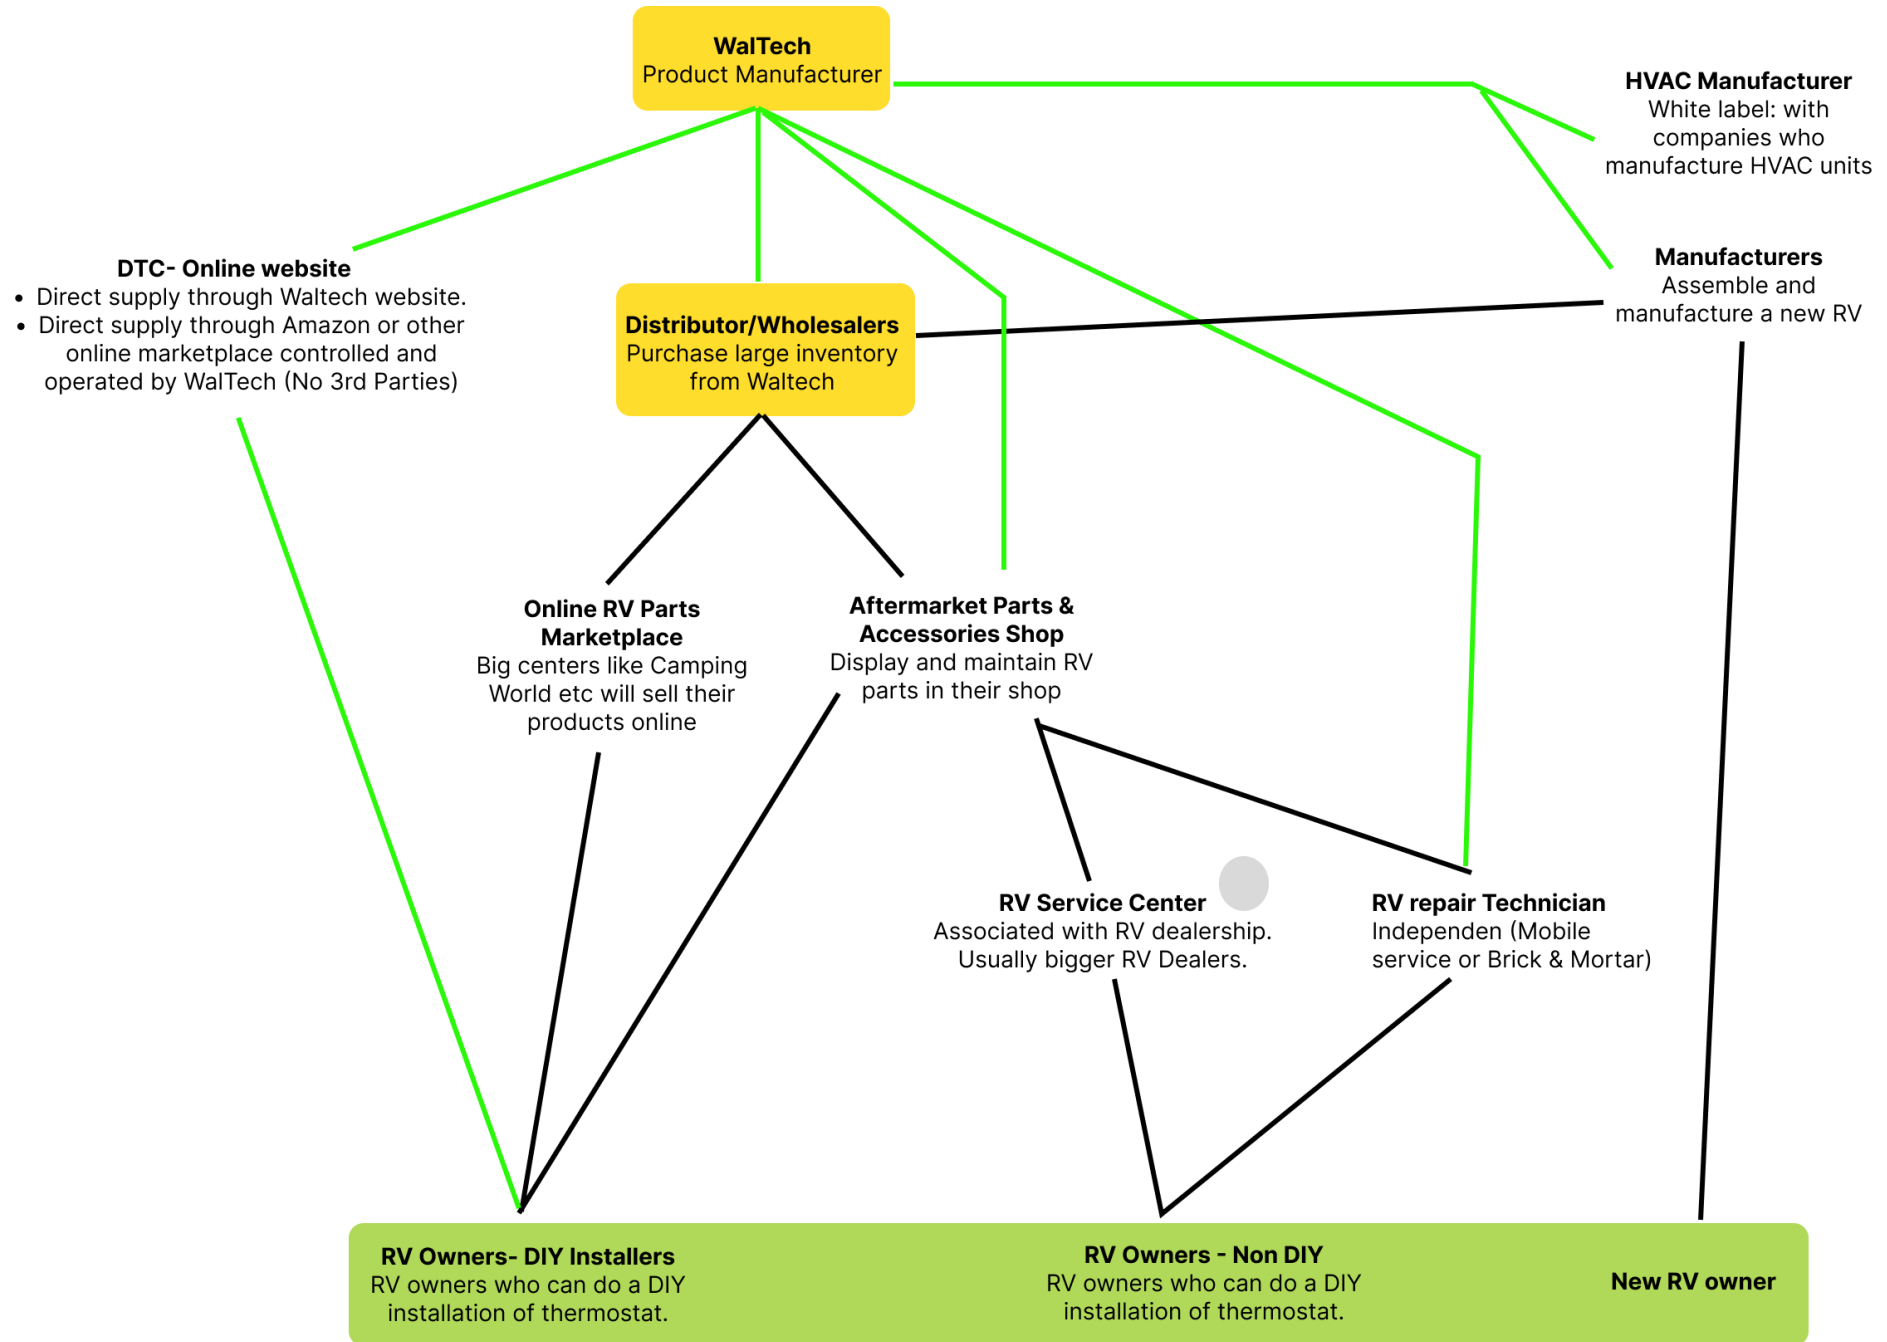 WalTech
Product Manufacturer
HVAC Manufacturer
White label: with
companies who
manufacture HVAC units
Manufacturers
Assemble and
manufacture a new RV
DTC- Online website
• Direct supply through Waltech website.
• Direct supply through Amazon or other
online marketplace controlled and
operated by WalTech (No 3rd Parties)
Distributor/Wholesalers
Purchase large inventory
from Waltech
Online RV Parts
Marketplace
Big centers like Camping
World etc will sell their
products online
Aftermarket Parts &
Accessories Shop
Display and maintain RV
parts in their shop
RV Service Center
Associated with RV dealership.
Usually bigger RV Dealers.
RV repair Technician
Independen (Mobile
service or Brick & Mortar)
RV Owners- DIY Installers
RV owners who can do a DIY
installation of thermostat.
RV Owners - Non DIY
RV owners who can do a DIY
installation of thermostat.
New RV owner